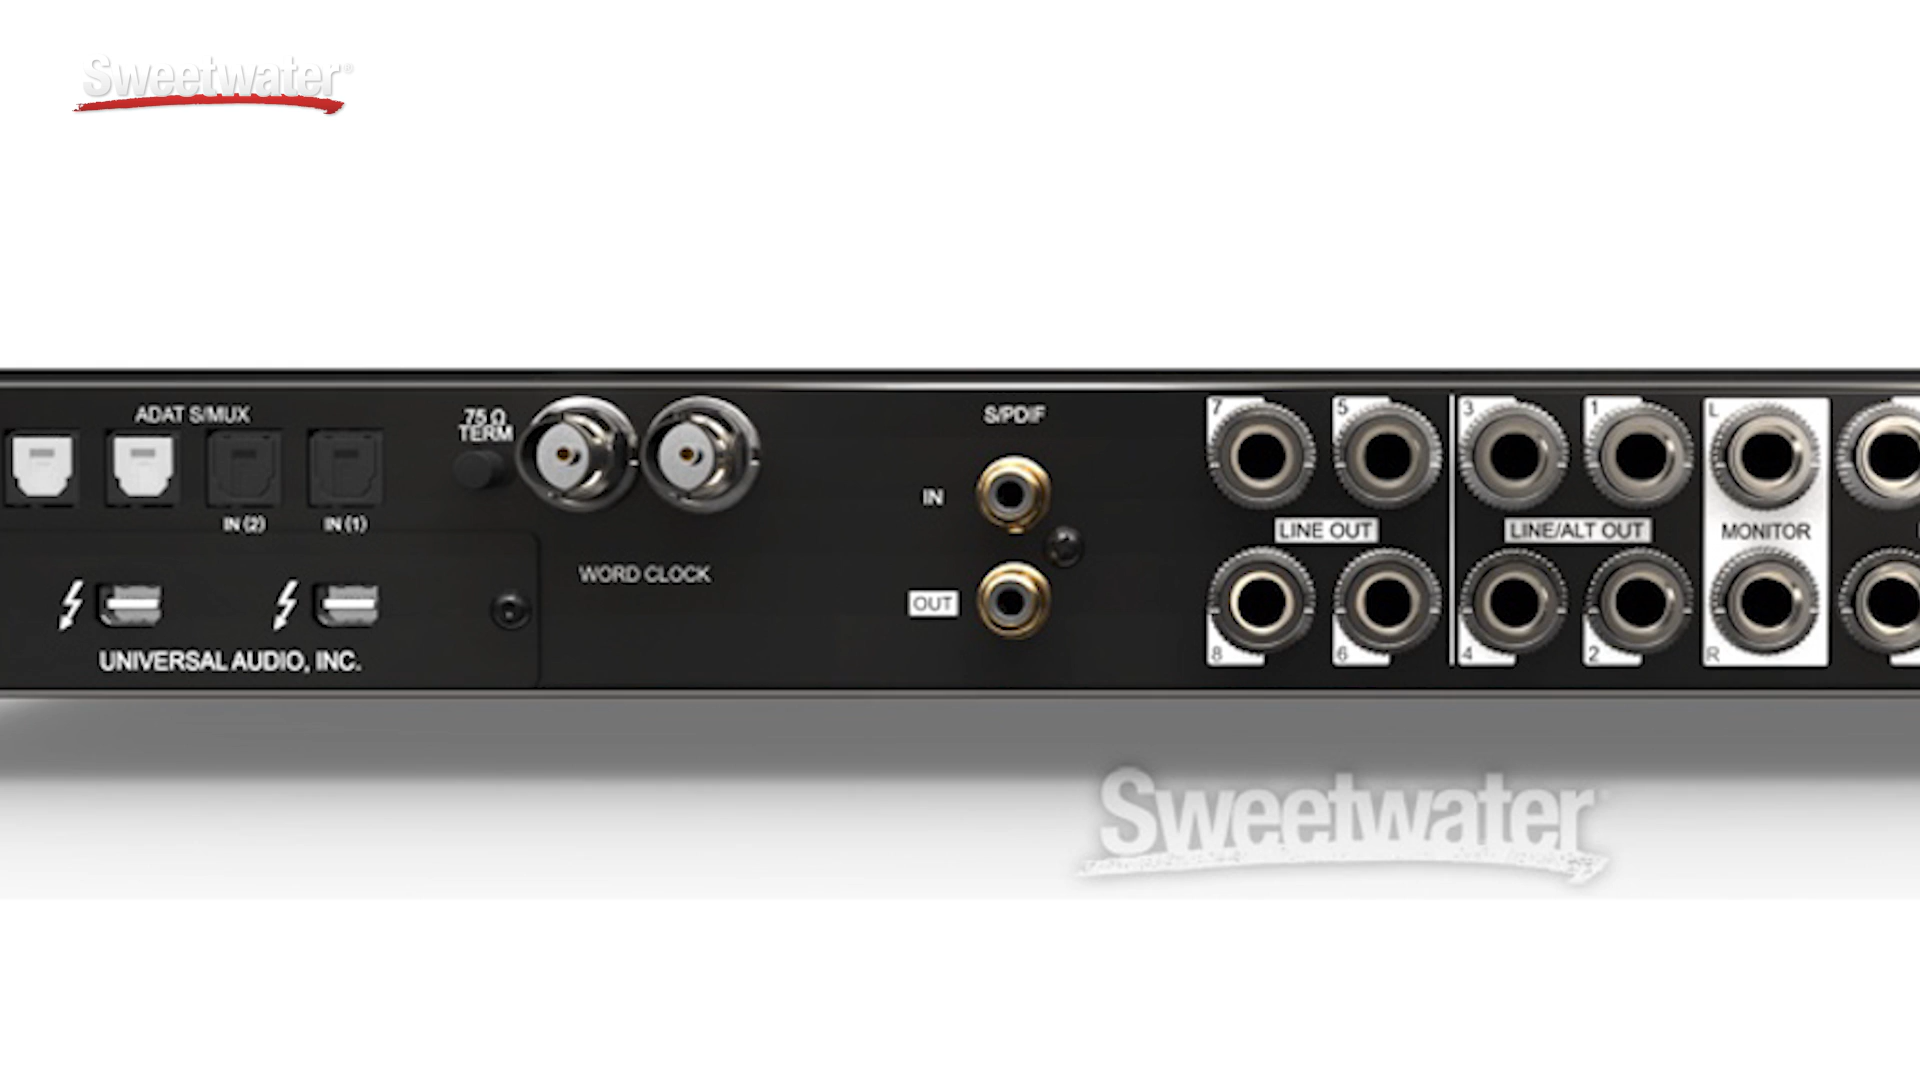 Sweetwater®
ADAT S/MUX
IN (2)
IN (1)
UNIVERSAL AUDIO, INC.
75 Ω
TERM
WORD CLOCK
S/PDIF
IN
OUT
7
5
3
1
L
LINE OUT
LINE/ALT OUT
MONITOR
8
6
4
2
R
Sweetwater